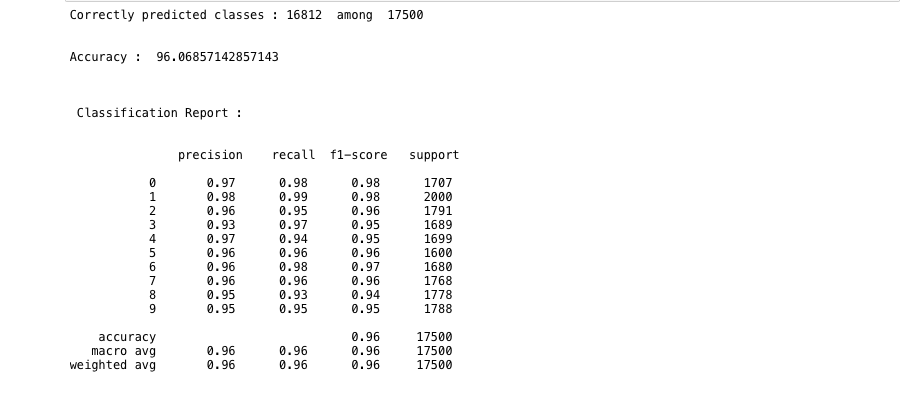 Correctly predicted classes : 16812 among 17500
Accuracy : 96.06857142857143
Classification Report :
precision recall f1-score support
0 0.97 0.98 0.98 1707
1 0.98 0.99 0.98 2000
2 0.96 0.95 0.96 1791
3 0.93 0.97 0.95 1689
4 0.97 0.94 0.95 1699
5 0.96 0.96 0.96 1600
6 0.96 0.98 0.97 1680
7 0.96 0.96 0.96 1768
8 0.95 0.93 0.94 1778
9 0.95 0.95 0.95 1788
accuracy 0.96 17500
macro avg 0.96 0.96 0.96 17500
weighted avg 0.96 0.96 0.96 17500